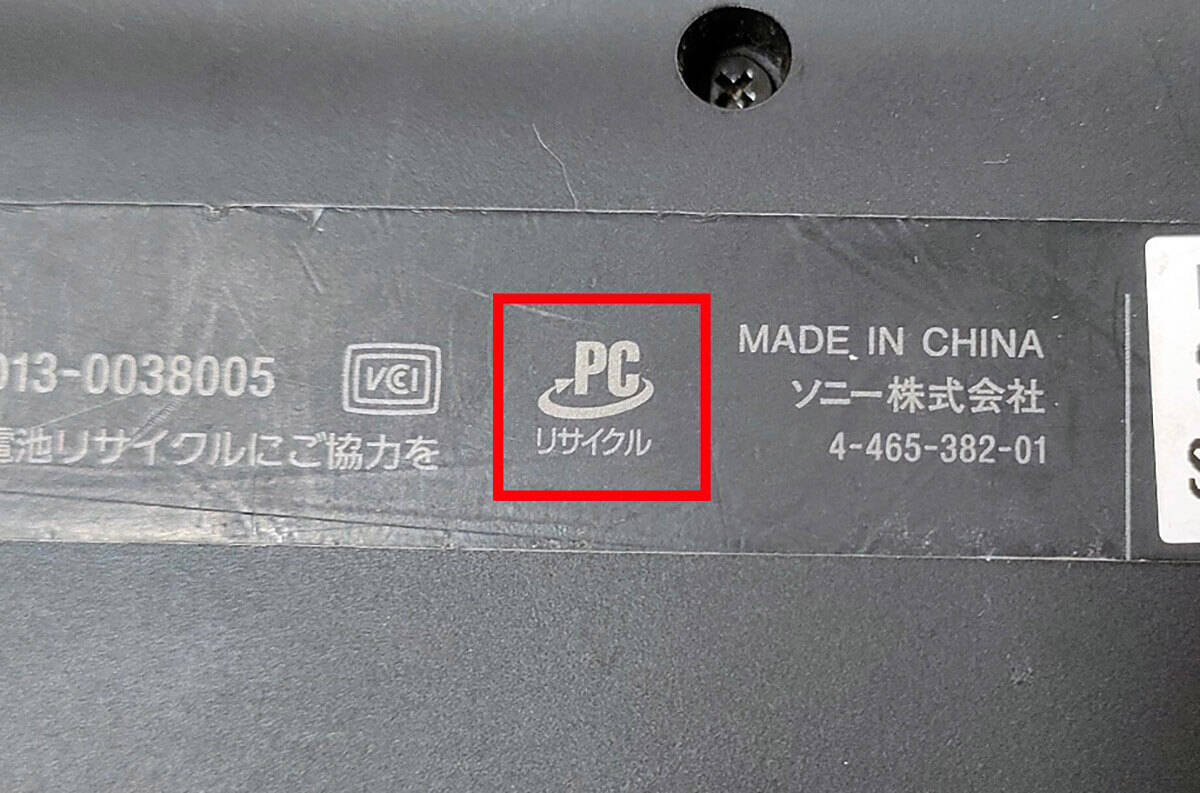 013-0038005
VCCI
電池リサイクルにご協力を
PC
リサイクル
MADE IN CHINA
ソニー株式会社
4-465-382-01